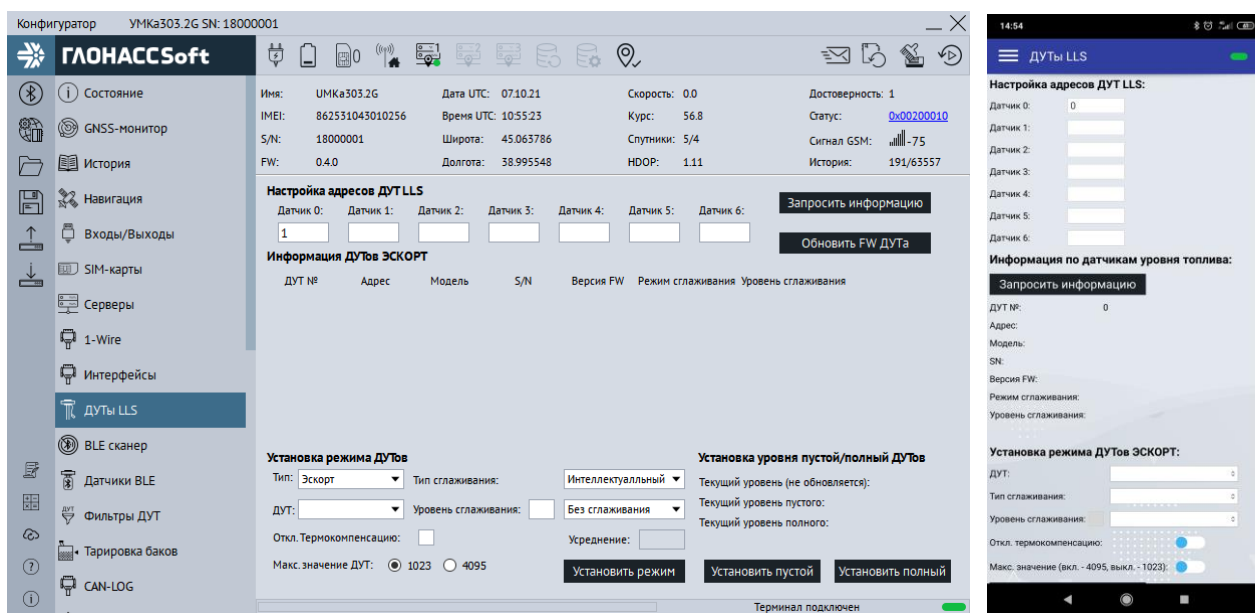 Конфигуратор УМКа303.2G SN: 18000001
ГЛОНАССSoft
0
Состояние
GNSS-монитор
История
Навигация
Входы/Выходы
SIM-карты
Серверы
1-Wire
Интерфейсы
ДУТы LLS
BLE сканер
Датчики BLE
Фильтры ДУТ
Тарировка баков
CAN-LOG
Имя: UMKa303.2G Дата UTC: 07.10.21 Скорость: 0.0 Достоверность: 1
IMEI: 862531043010256 Время UTC: 10:55:23 Курс: 56.8 Статус: 0x00200010
S/N: 18000001 Широта: 45.063786 Спутники: 5/4 Сигнал GSM: -75
FW: 0.4.0 Долгота: 38.995548 HDOP: 1.11 История: 191/63557
Настройка адресов ДУТ LLS
Датчик 0: Датчик 1: Датчик 2: Датчик 3: Датчик 4: Датчик 5: Датчик 6:
1
Запросить информацию
Обновить FW ДУТа
Информация ДУТов ЭСКОРТ
ДУТ № Адрес Модель S/N Версия FW Режим сглаживания Уровень сглаживания
Установка режима ДУТов
Тип: Эскорт Тип сглаживания: Интеллектуалльный
ДУТ: Уровень сглаживания: Без сглаживания
Откл. Термокомпенсацию: Усреднение:
Макс. значение ДУТ: 1023 4095 Установить режим
Установка уровня пустой/полный ДУТов
Текущий уровень (не обновляется):
Текущий уровень пустого:
Текущий уровень полного:
Установить пустой Установить полный
Терминал подключен
14:54
ДУТы LLS
Настройка адресов ДУТ LLS:
Датчик 0: 0
Датчик 1:
Датчик 2:
Датчик 3:
Датчик 4:
Датчик 5:
Датчик 6:
Информация по датчикам уровня топлива:
Запросить информацию
ДУТ №: 0
Адрес:
Модель:
SN:
Версия FW:
Режим сглаживания:
Уровень сглаживания:
Установка режима ДУТов ЭСКОРТ:
ДУТ:
Тип сглаживания:
Уровень сглаживания:
Откл. термокомпенсацию:
Макс. значение (вкл. - 4095, выкл. - 1023):